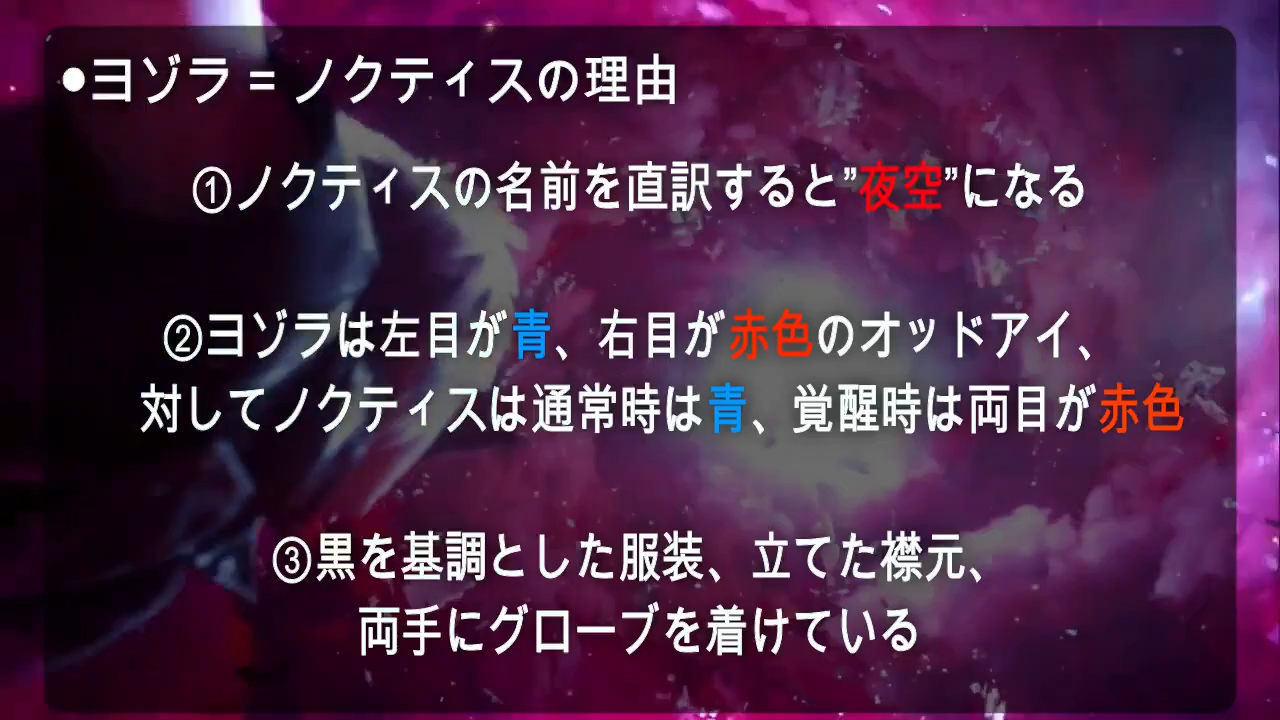 ●ヨゾラ = ノクティスの理由
①ノクティスの名前を直訳すると”夜空”になる
②ヨゾラは左目が青、右目が赤色のオッドアイ、
対してノクティスは通常時は青、覚醒時は両目が赤色
③黒を基調とした服装、立てた襟元、
両手にグローブを着けている